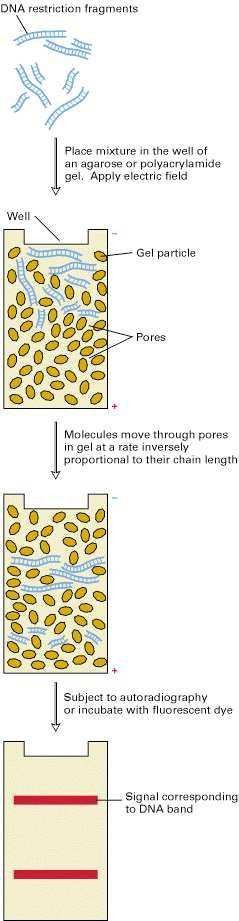 DNA restriction fragments
Place mixture in the well of
an agarose or polyacrylamide
gel. Apply electric field
Well
−
Gel particle
Pores
+
Molecules move through pores
in gel at a rate inversely
proportional to their chain length
−
+
Subject to autoradiography
or incubate with fluorescent dye
Signal corresponding
to DNA band